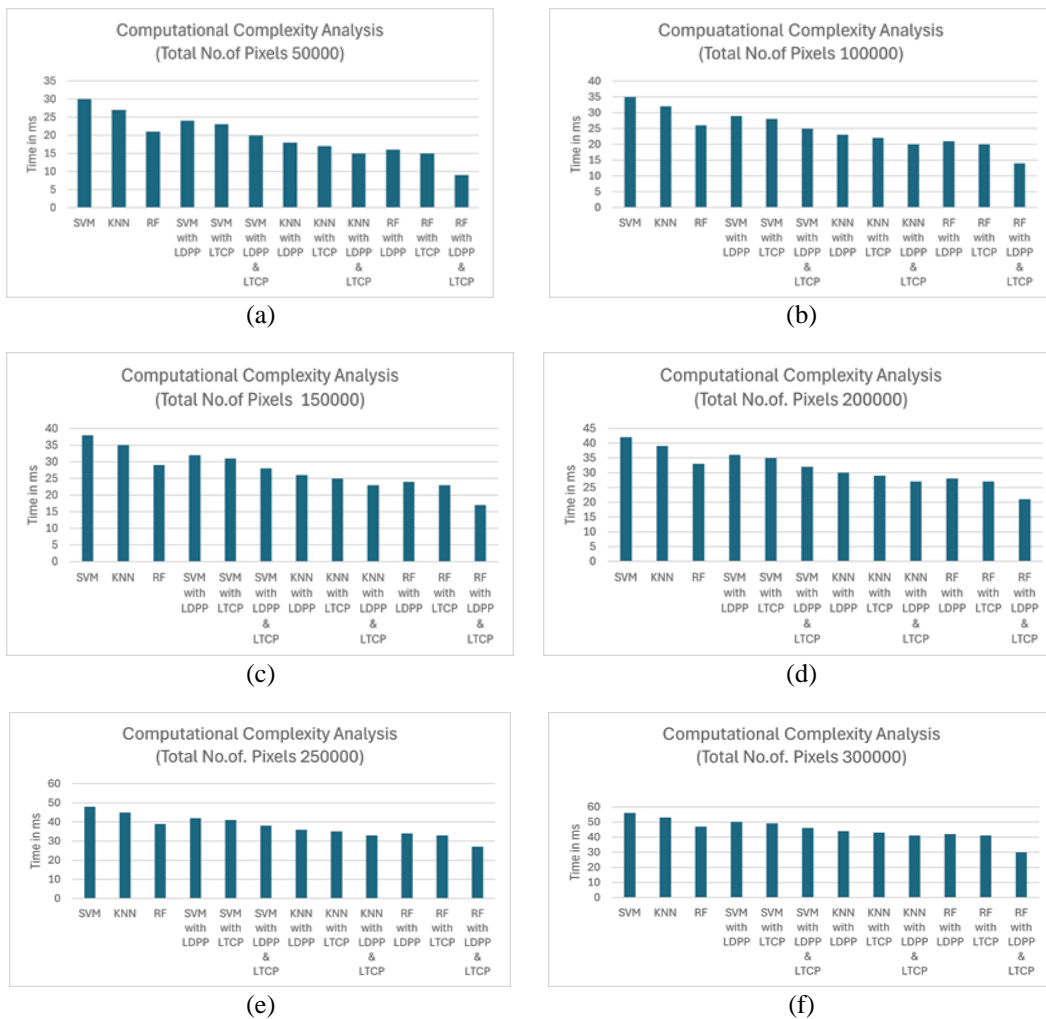 Computational Complexity Analysis
(Total No.of Pixels 50000)
35
30
25
20
15
10
5
0
Time in ms
SVM KNN RF SVM SVM SVM KNN KNN KNN RF RF RF
with with with with with with with with with
LDPP LTCP LDPP LDPP LTCP LDPP LDPP LTCP LDPP
& & &
LTCP LTCP LTCP
(a)
Compuatational Complexity Analysis
(Total No.of Pixels 100000)
40
35
30
25
20
15
10
5
0
Time in ms
SVM KNN RF SVM SVM SVM KNN KNN KNN RF RF RF
with with with with with with with with with
LDPP LTCP LDPP LDPP LTCP LDPP LDPP LTCP LDPP
& & &
LTCP LTCP LTCP
(b)
Computational Complexity Analysis
(Total No.of Pixels 150000)
40
35
30
25
20
15
10
5
0
Time in ms
SVM KNN RF SVM SVM SVM KNN KNN KNN RF RF RF
with with with with with with with with with
LDPP LTCP LDPP LDPP LTCP LDPP LDPP LTCP LDPP
& & &
LTCP LTCP LTCP
(c)
Computational Complexity Analysis
(Total No.of. Pixels 200000)
45
40
35
30
25
20
15
10
5
0
Time in ms
SVM KNN RF SVM SVM SVM KNN KNN KNN RF RF RF
with with with with with with with with with
LDPP LTCP LDPP LDPP LTCP LDPP LDPP LTCP LDPP
& & &
LTCP LTCP LTCP
(d)
Computational Complexity Analysis
(Total No.of. Pixels 250000)
60
50
40
30
20
10
0
Time in ms
SVM KNN RF SVM SVM SVM KNN KNN KNN RF RF RF
with with with with with with with with with
LDPP LTCP LDPP LDPP LTCP LDPP LDPP LTCP LDPP
& & &
LTCP LTCP LTCP
(e)
Computational Complexity Analysis
(Total No.of. Pixels 300000)
60
50
40
30
20
10
0
Time in ms
SVM KNN RF SVM SVM SVM KNN KNN KNN RF RF RF
with with with with with with with with with
LDPP LTCP LDPP LDPP LTCP LDPP LDPP LTCP LDPP
& & &
LTCP LTCP LTCP
(f)